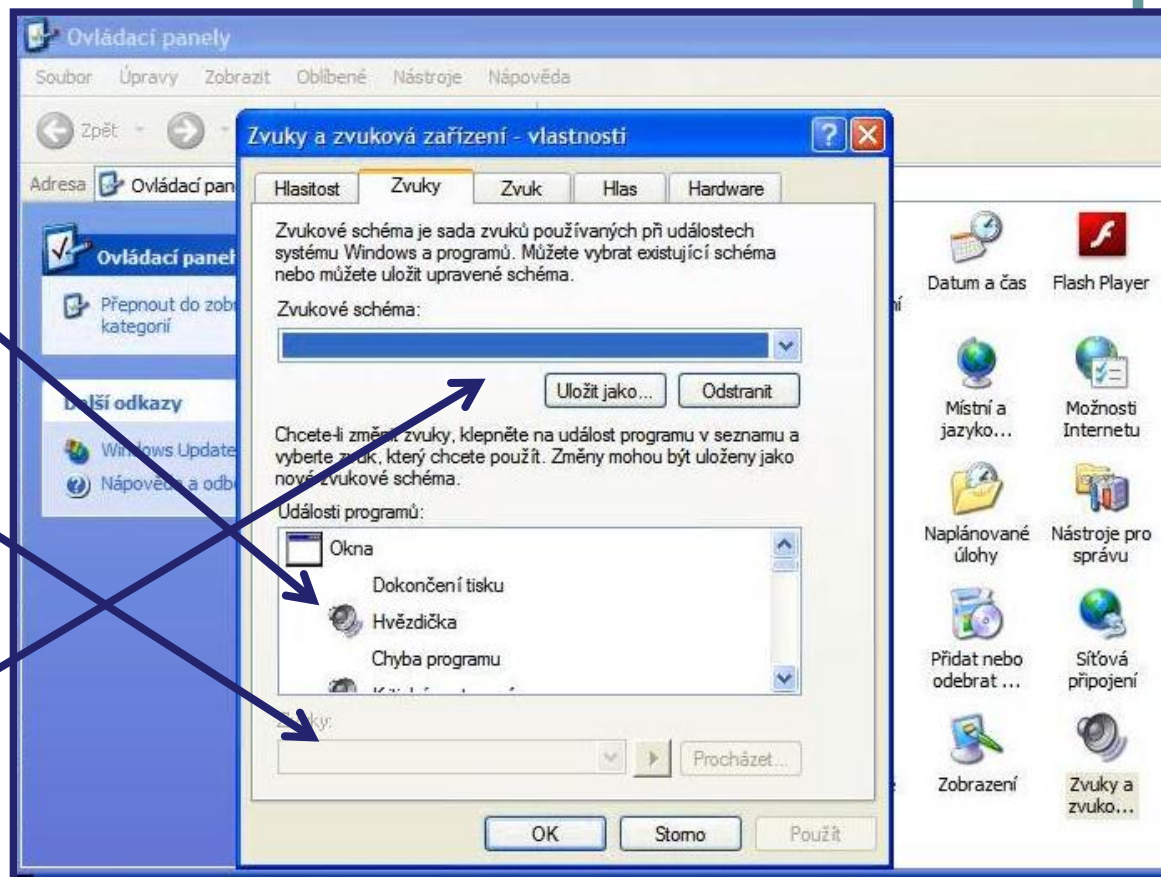 Ovládací panely
Soubor Úpravy Zobrazit Oblíbené Nástroje Nápověda
Zpět
Adresa Ovládací pan
Ovládací panel
Přepnout do zob
kategorií
Další odkazy
Windows Update
Nápověda a odb
Zvuky a zvuková zařízení - vlastnosti
Hlasitost Zvuky Zvuk Hlas Hardware
Zvukové schéma je sada zvuků používaných při událostech
systému Windows a programů. Můžete vybrat existující schéma
nebo můžete uložit upravené schéma.
Zvukové schéma:
Uložit jako... Odstranit
Chcete-li změnit zvuky, klepněte na událost programu v seznamu a
vyberte zvuk, který chcete použít. Změny mohou být uloženy jako
nové zvukové schéma.
Události programů:
Okna
Dokončení tisku
Hvězdička
Chyba programu
Zvuky:
Procházet...
OK Storno Použít
Datum a čas Flash Player
Místní a
jazyko...
Možnosti
Internetu
Naplánované
úlohy
Nástroje pro
správu
Přidat nebo
odebrat ...
Síťová
připojení
Zobrazení
Zvuky a
zvuko...